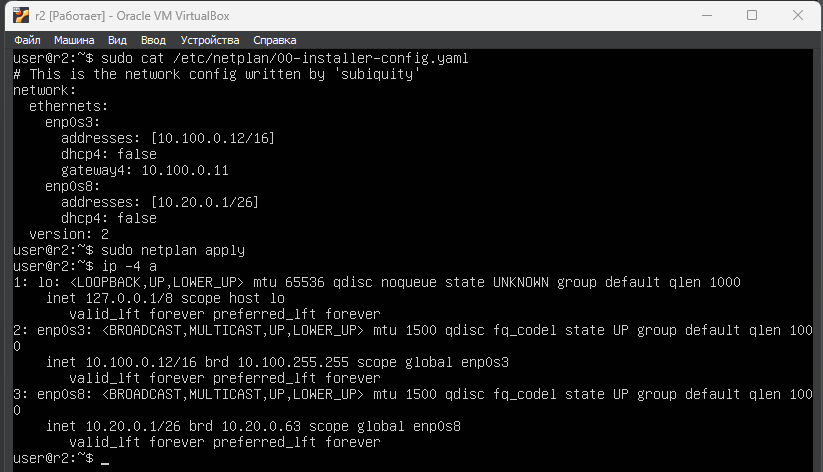 r2 [Работает] - Oracle VM VirtualBox
Файл Машина Вид Ввод Устройства Справка
user@r2:~$ sudo cat /etc/netplan/00-installer-config.yaml
# This is the network config written by 'subiquity'
network:
  ethernets:
    enp0s3:
      addresses: [10.100.0.12/16]
      dhcp4: false
      gateway4: 10.100.0.11
    enp0s8:
      addresses: [10.20.0.1/26]
      dhcp4: false
  version: 2
user@r2:~$ sudo netplan apply
user@r2:~$ ip -4 a
1: lo: <LOOPBACK,UP,LOWER_UP> mtu 65536 qdisc noqueue state UNKNOWN group default qlen 1000
    inet 127.0.0.1/8 scope host lo
       valid_lft forever preferred_lft forever
2: enp0s3: <BROADCAST,MULTICAST,UP,LOWER_UP> mtu 1500 qdisc fq_codel state UP group default qlen 100
0
    inet 10.100.0.12/16 brd 10.100.255.255 scope global enp0s3
       valid_lft forever preferred_lft forever
3: enp0s8: <BROADCAST,MULTICAST,UP,LOWER_UP> mtu 1500 qdisc fq_codel state UP group default qlen 100
0
    inet 10.20.0.1/26 brd 10.20.0.63 scope global enp0s8
       valid_lft forever preferred_lft forever
user@r2:~$ _